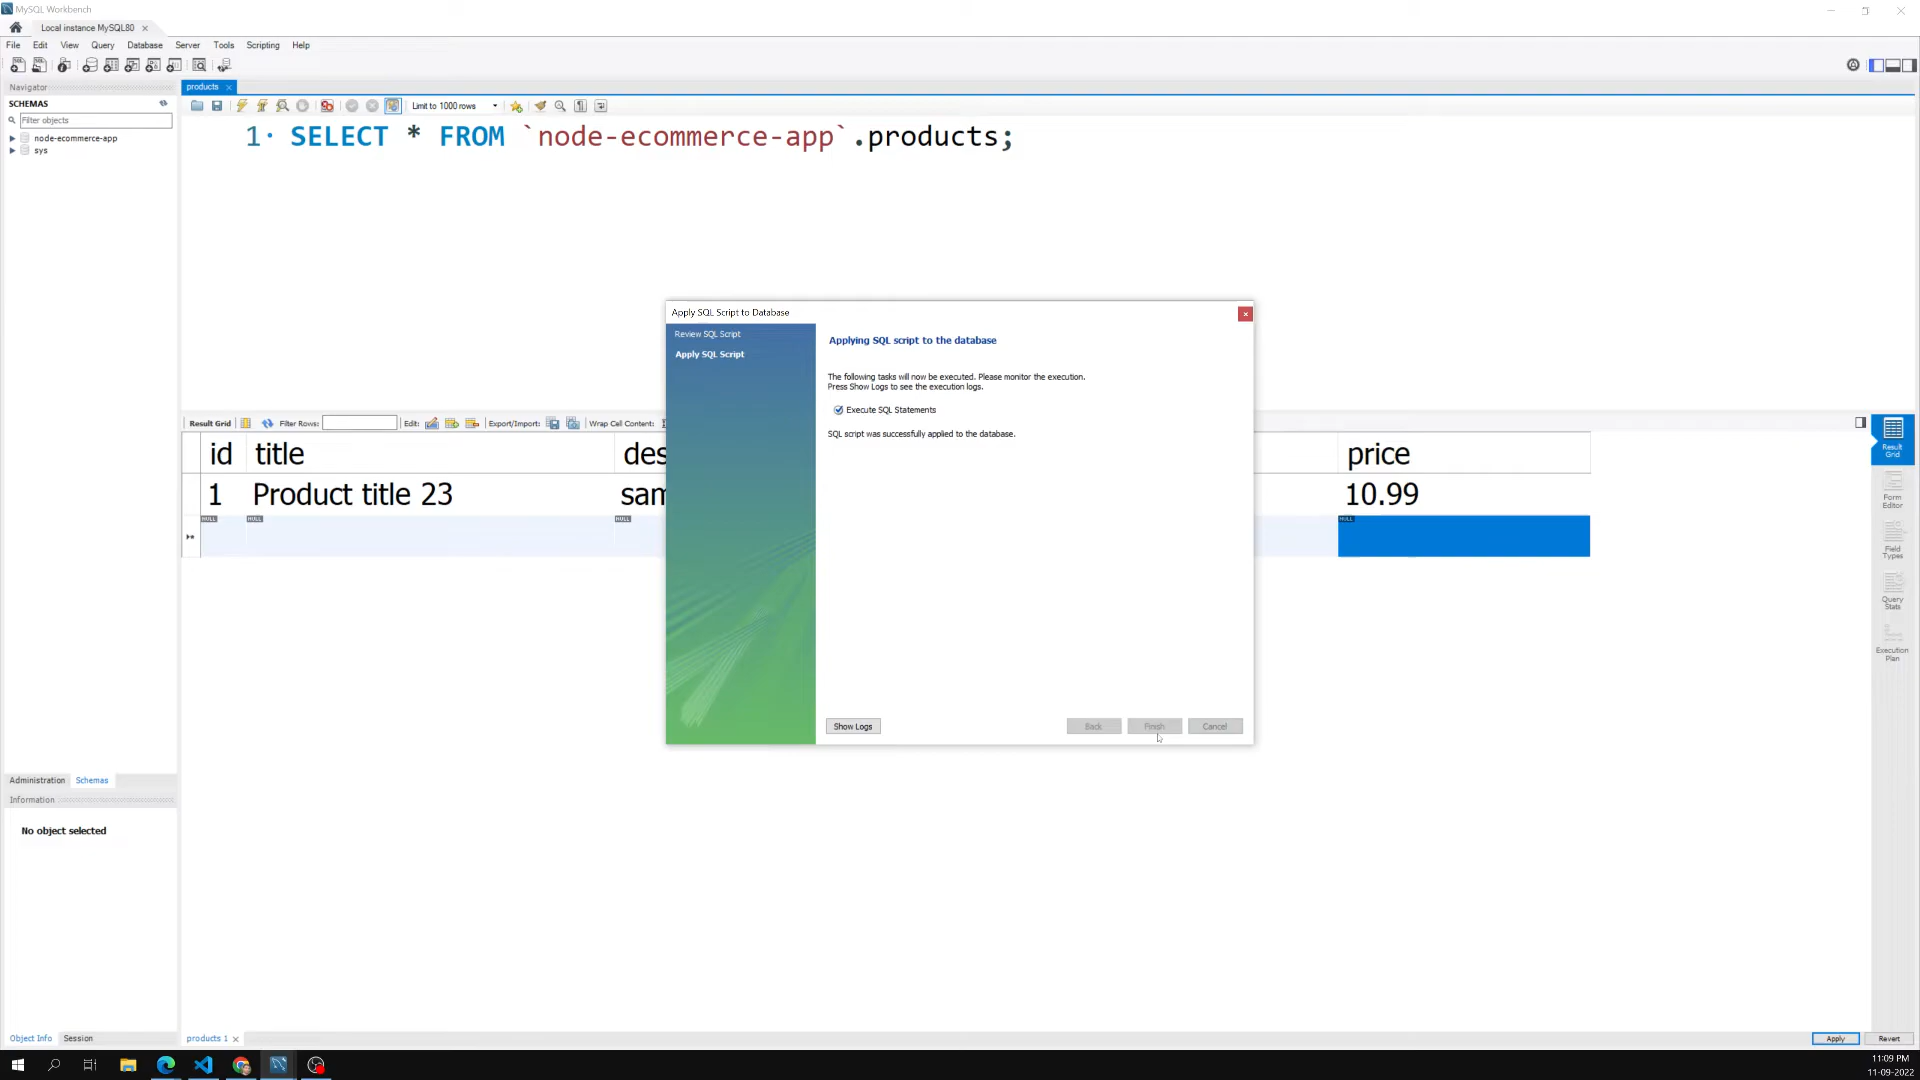 MySQL Workbench
Local instance MySQL80
File Edit View Query Database Server Tools Scripting Help
Navigator
products
SCHEMAS
Filter objects
Limit to 1000 rows
node-ecommerce-app
sys
1 SELECT * FROM `node-ecommerce-app`.products;
Apply SQL Script to Database
Review SQL Script
Apply SQL Script
Applying SQL script to the database
The following tasks will now be executed. Please monitor the execution.
Press Show Logs to see the execution logs.
Execute SQL Statements
SQL script was successfully applied to the database.
Show Logs
Back
Finish
Cancel
Result Grid Filter Rows: Edit: Export/Import: Wrap Cell Content:
id title des price
1 Product title 23 sam 10.99
NULL NULL NULL NULL
Result
Grid
Form
Editor
Field
Types
Query
Stats
Execution
Plan
Administration Schemas
Information
No object selected
Object Info Session
products 1
Apply Revert
11:09 PM
11-09-2022